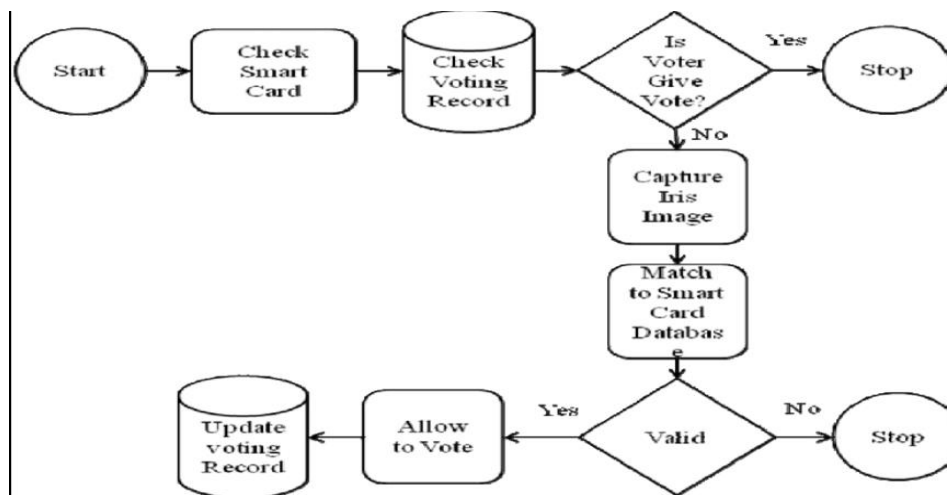 Start
Check
Smart
Card
Check
Voting
Record
Is
Voter
Give
Vote?
Yes
Stop
No
Capture
Iris
Image
Match
to Smart
Card
Databas
e
Valid
Yes
Allow
to Vote
Update
voting
Record
No
Stop